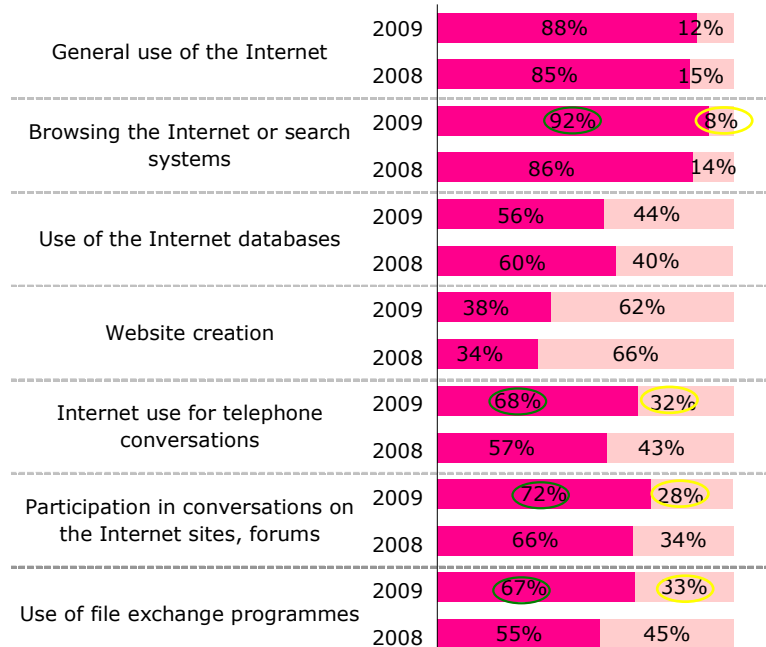 2009 88% 12%
General use of the Internet
2008 85% 15%
2009 92% 8%
Browsing the Internet or search
systems
2008 86% 14%
2009 56% 44%
Use of the Internet databases
2008 60% 40%
2009 38% 62%
Website creation
2008 34% 66%
2009 68% 32%
Internet use for telephone
conversations
2008 57% 43%
2009 72% 28%
Participation in conversations on
the Internet sites, forums
2008 66% 34%
2009 67% 33%
Use of file exchange programmes
2008 55% 45%